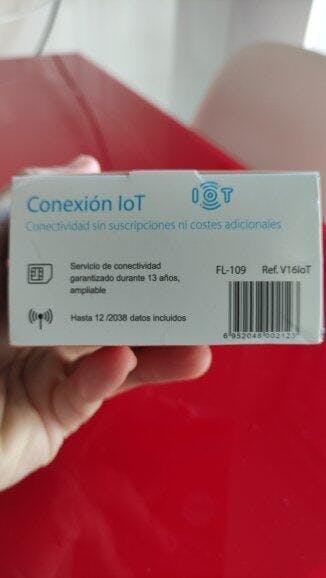 Conexión IoT
IOT
Conectividad sin suscripciones ni costes adicionales
Servicio de conectividad
garantizado durante 13 años,
ampliable
FL-109 Ref. V16IoT
Hasta 12 /2038 datos incluidos
6 952048 002123